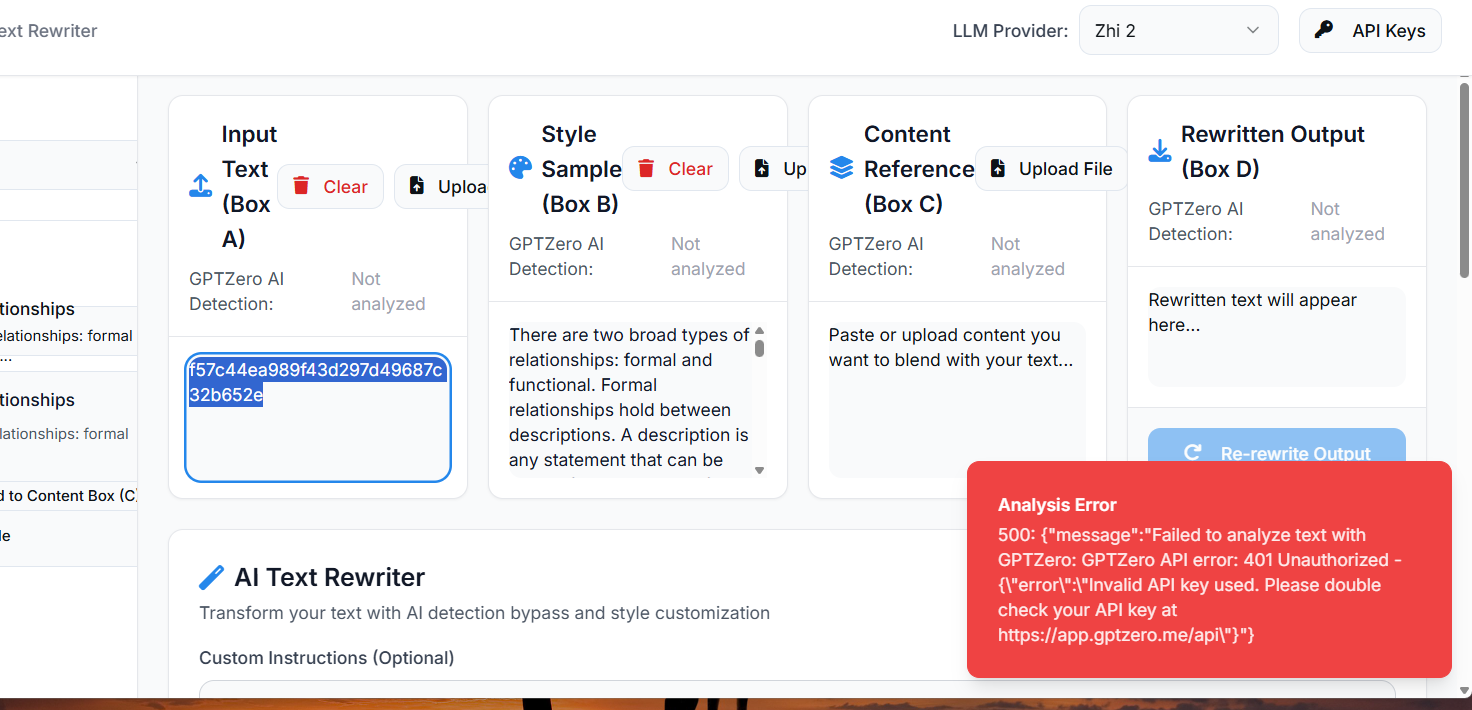 ext Rewriter
LLM Provider:
Zhi 2
API Keys
Input
Text
(Box
A)
Clear
Uploa
GPTZero AI
Detection:
Not
analyzed
f57c44ea989f43d297d49687c
32b652e
Style
Sample
(Box B)
Clear
Up
GPTZero AI
Detection:
Not
analyzed
There are two broad types of
relationships: formal and
functional. Formal
relationships hold between
descriptions. A description is
any statement that can be
Content
Reference
(Box C)
Upload File
GPTZero AI
Detection:
Not
analyzed
Paste or upload content you
want to blend with your text...
Rewritten Output
(Box D)
GPTZero AI
Detection:
Not
analyzed
Rewritten text will appear
here...
Re-rewrite Output
tionships
elationships: formal
...
tionships
lationships: formal
d to Content Box (C)
le
AI Text Rewriter
Transform your text with AI detection bypass and style customization
Custom Instructions (Optional)
Analysis Error
500: {"message":"Failed to analyze text with
GPTZero: GPTZero API error: 401 Unauthorized -
{\"error\":\"Invalid API key used. Please double
check your API key at
https://app.gptzero.me/api\"}"}